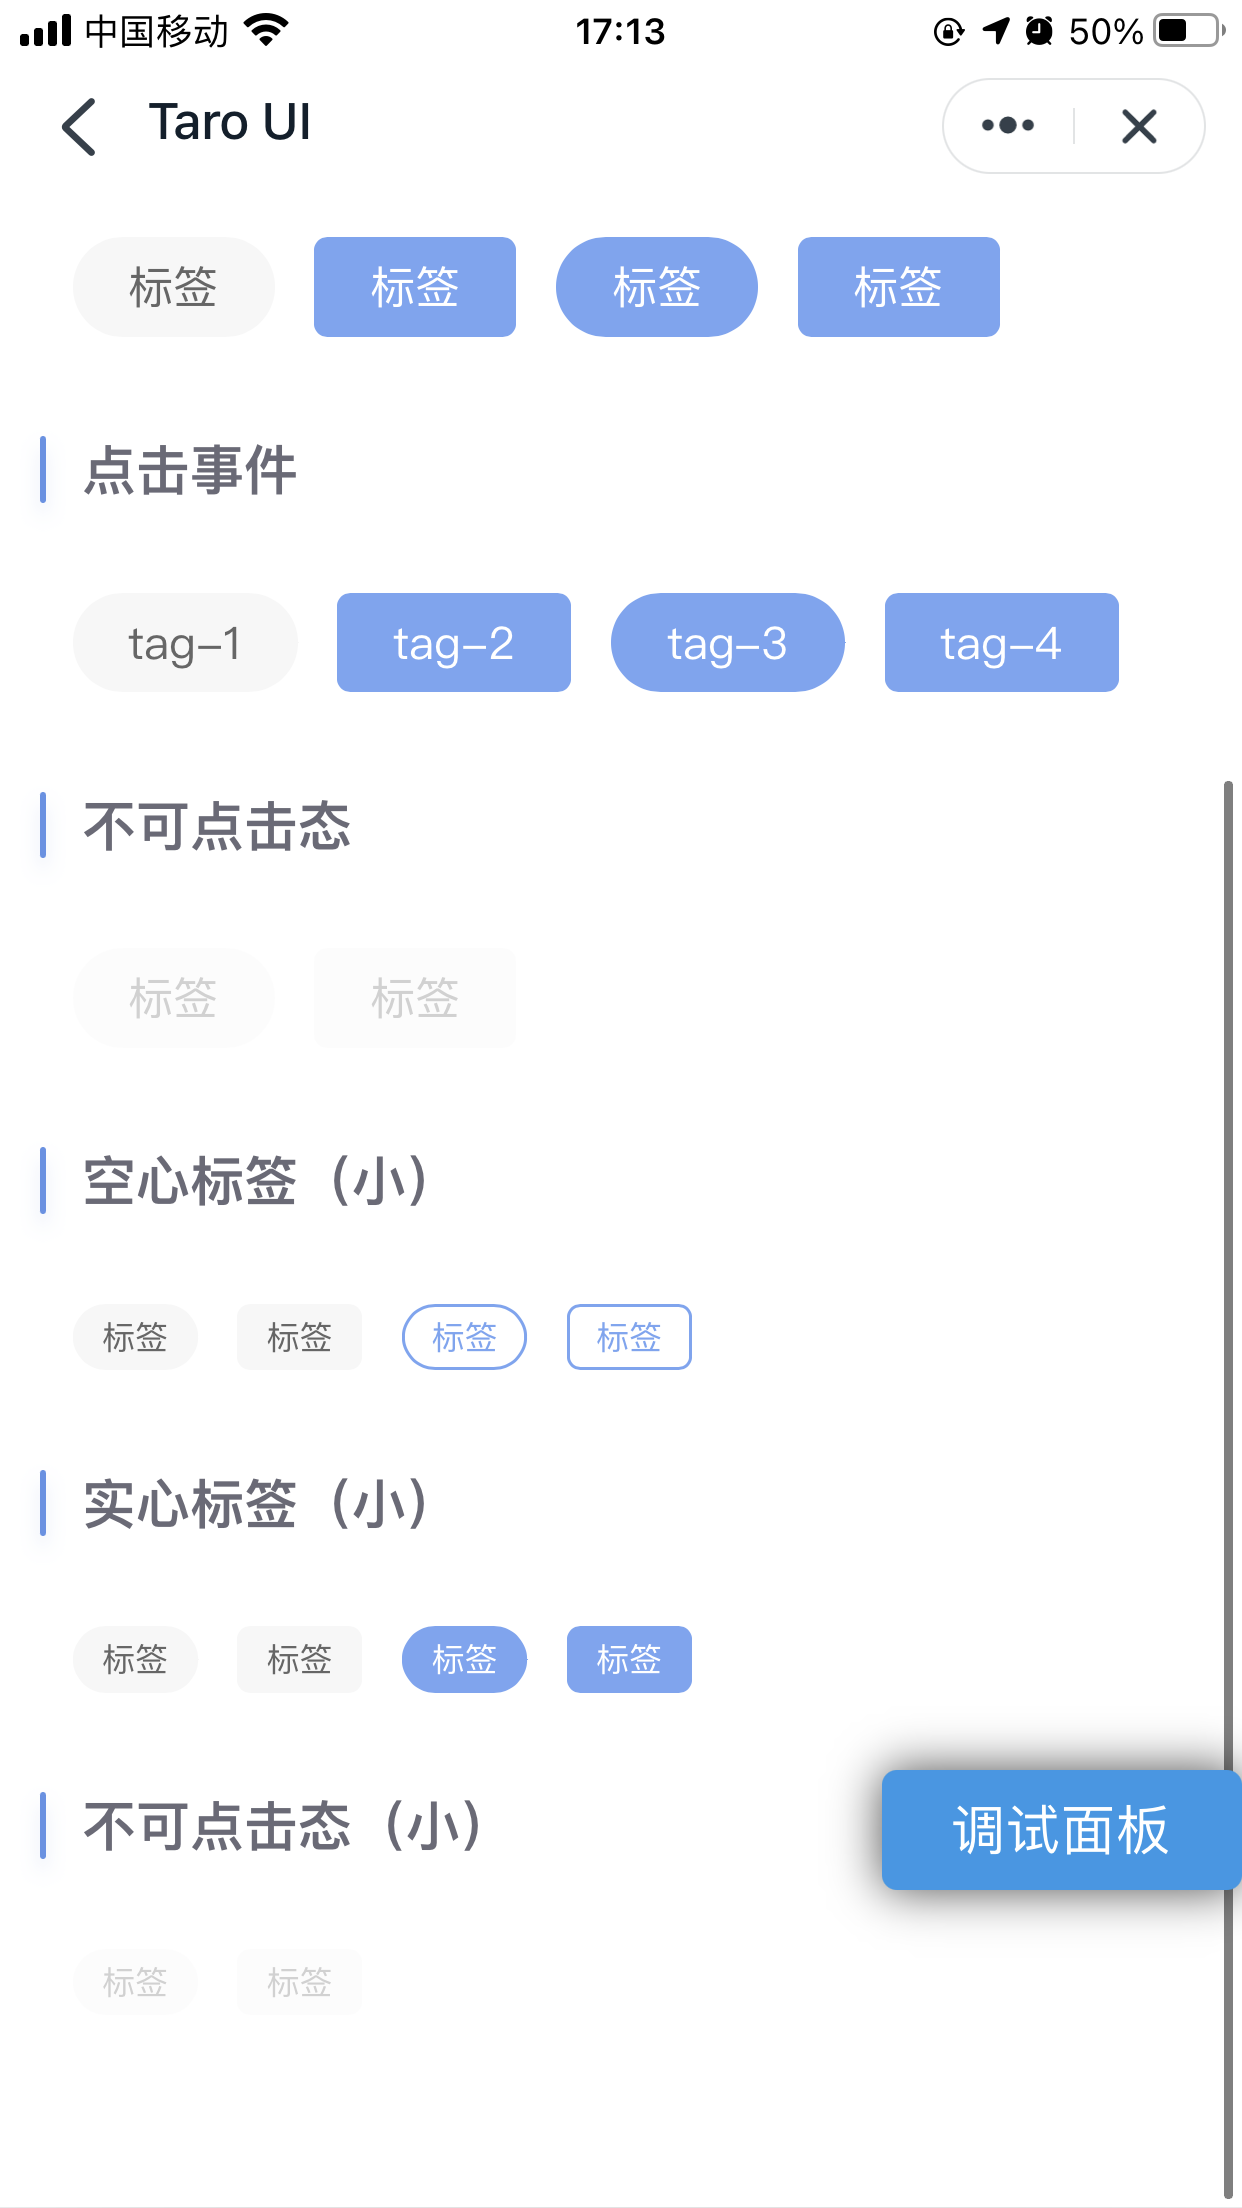 中国移动 17:13 50%
Taro UI
标签 标签 标签 标签
点击事件
tag-1 tag-2 tag-3 tag-4
不可点击态
标签 标签
空心标签（小）
标签 标签 标签 标签
实心标签（小）
标签 标签 标签 标签
不可点击态（小）
调试面板
标签 标签